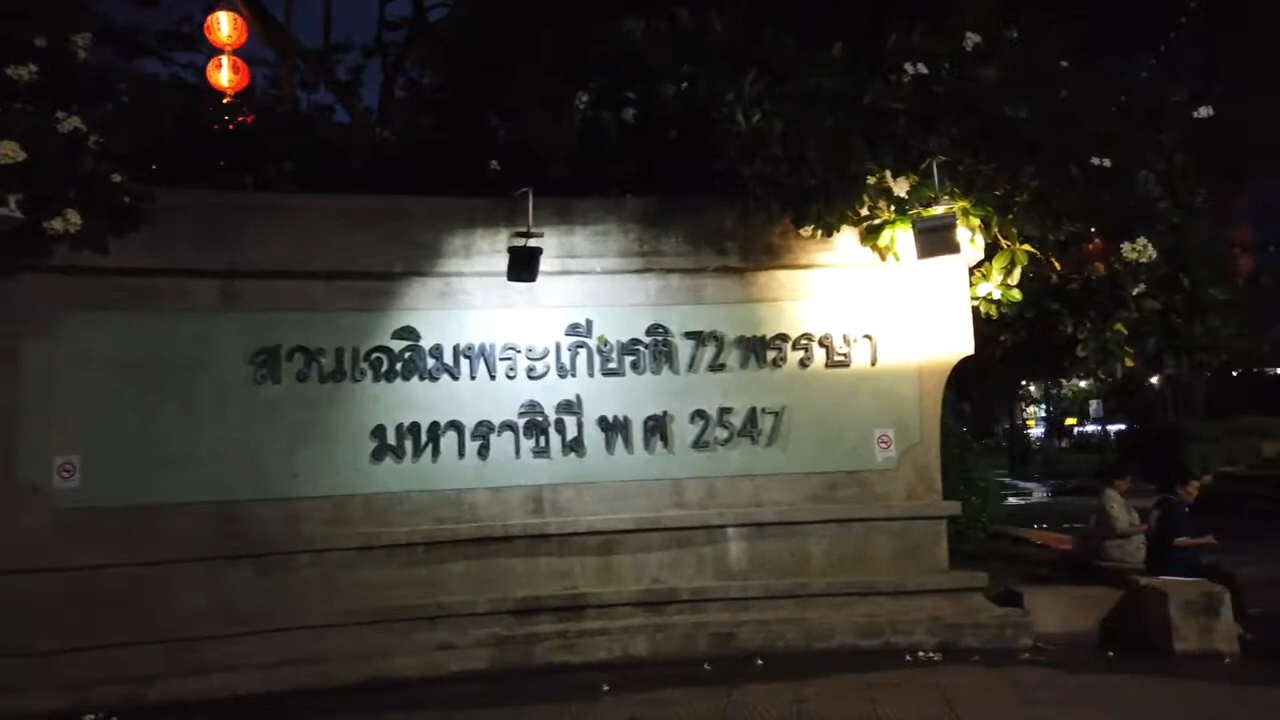 สวนเฉลิมพระเกียรติ 72 พรรษา
มหาราชินี พ ศ 2547